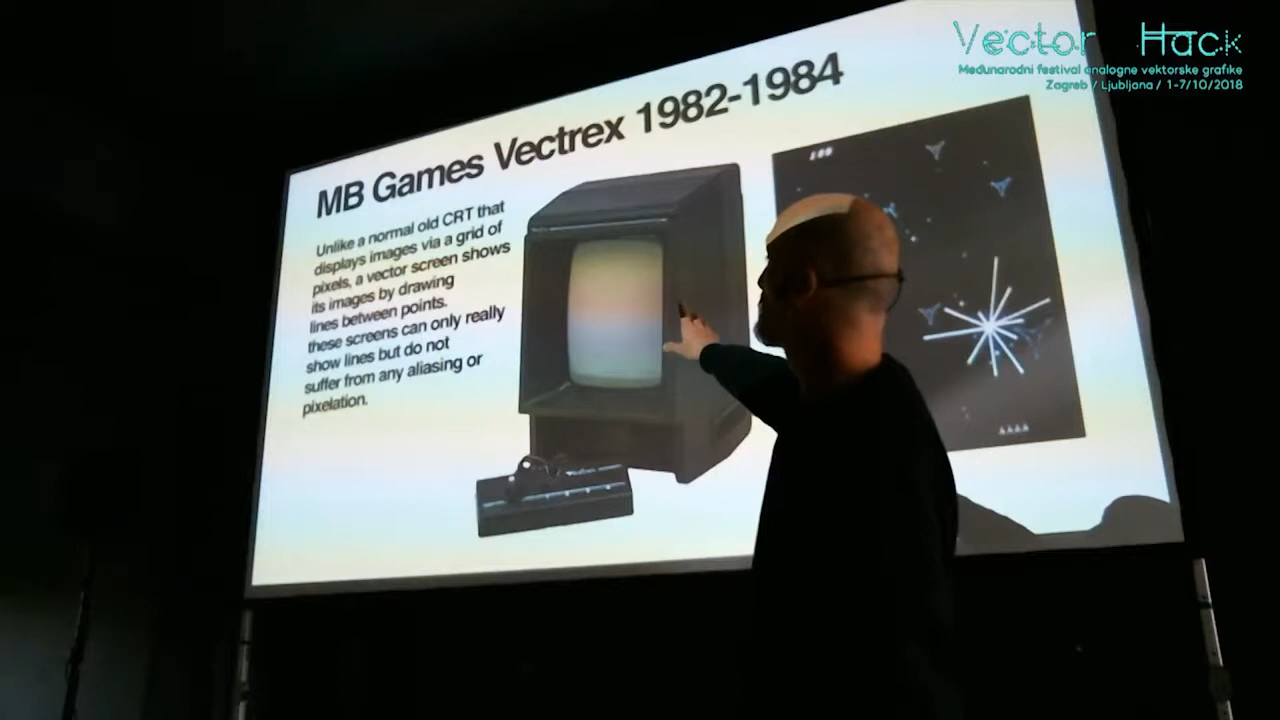 Vector Hack
Međunarodni festival analogne vektorske grafike
Zagreb / Ljubljana / 1-7/10/2018
MB Games Vectrex 1982-1984
Unlike a normal old CRT that
displays images via a grid of
pixels, a vector screen shows
its images by drawing
lines between points.
these screens can only really
show lines but do not
suffer from any aliasing or
pixelation.